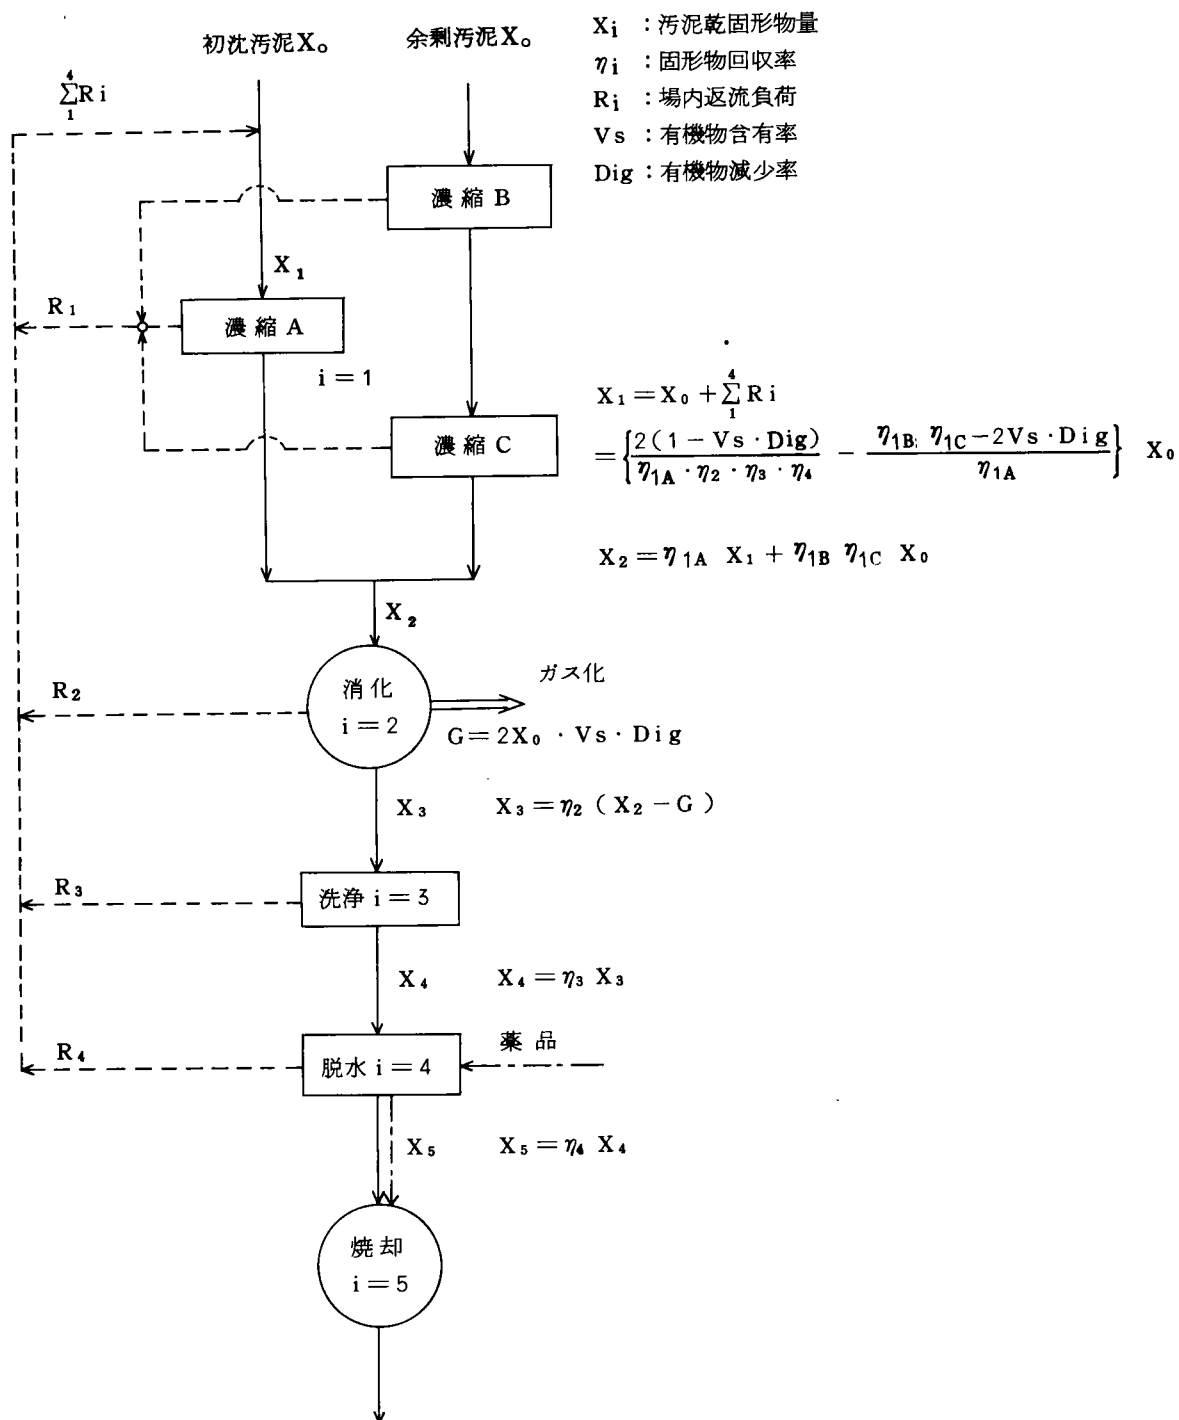 初沈汚泥X₀
余剰汚泥X₀
Xi：汚泥乾固形物量
ηi：固形物回収率
Ri：場内返流負荷
Vs：有機物含有率
Dig：有機物減少率
4
ΣRi
1
濃縮B
X₁
R₁
濃縮A
i＝1
濃縮C
X₁＝X₀＋Σ⁴₁Ri
＝{2(1－Vs·Dig)/(η1A·η2·η3·η4)－(η1B η1C－2Vs·Dig)/η1A} X₀
X₂＝η1A X₁＋η1B η1C X₀
X₂
ガス化
消化
i＝2
R₂
G＝2X₀·Vs·Dig
X₃
X₃＝η₂(X₂－G)
R₃
洗浄 i＝3
X₄
X₄＝η₃ X₃
薬品
R₄
脱水 i＝4
X₅
X₅＝η₄ X₄
焼却
i＝5